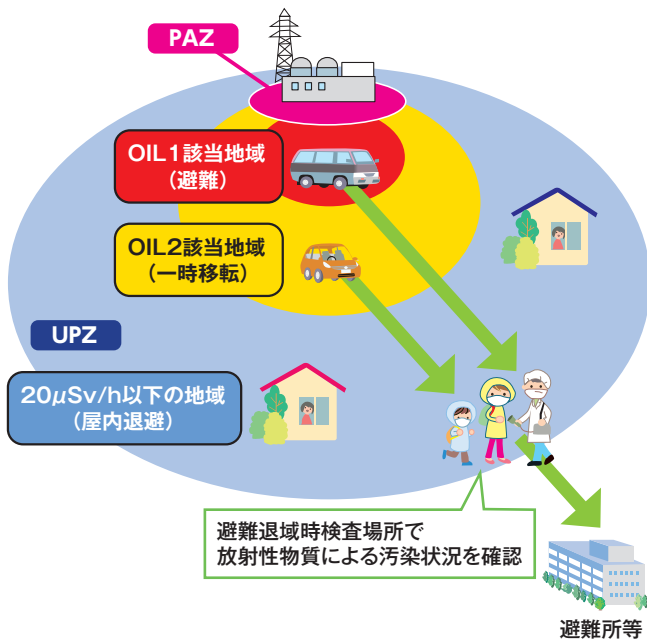 PAZ
OIL1該当地域
（避難）
OIL2該当地域
（一時移転）
UPZ
20μSv/h以下の地域
（屋内退避）
避難退域時検査場所で
放射性物質による汚染状況を確認
避難所等